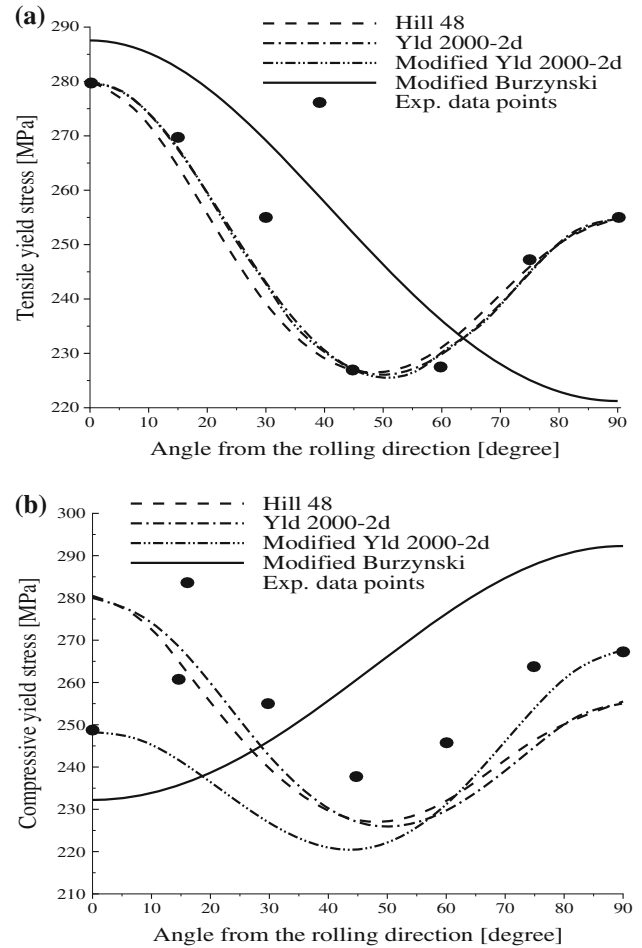 (a)
Hill 48
Yld 2000-2d
Modified Yld 2000-2d
Modified Burzynski
Exp. data points
290
280
270
260
250
240
230
220
Tensile yield stress [MPa]
0 10 20 30 40 50 60 70 80 90
Angle from the rolling direction [degree]
(b)
Hill 48
Yld 2000-2d
Modified Yld 2000-2d
Modified Burzynski
Exp. data points
300
290
280
270
260
250
240
230
220
210
Compressive yield stress [MPa]
0 10 20 30 40 50 60 70 80 90
Angle from the rolling direction [degree]